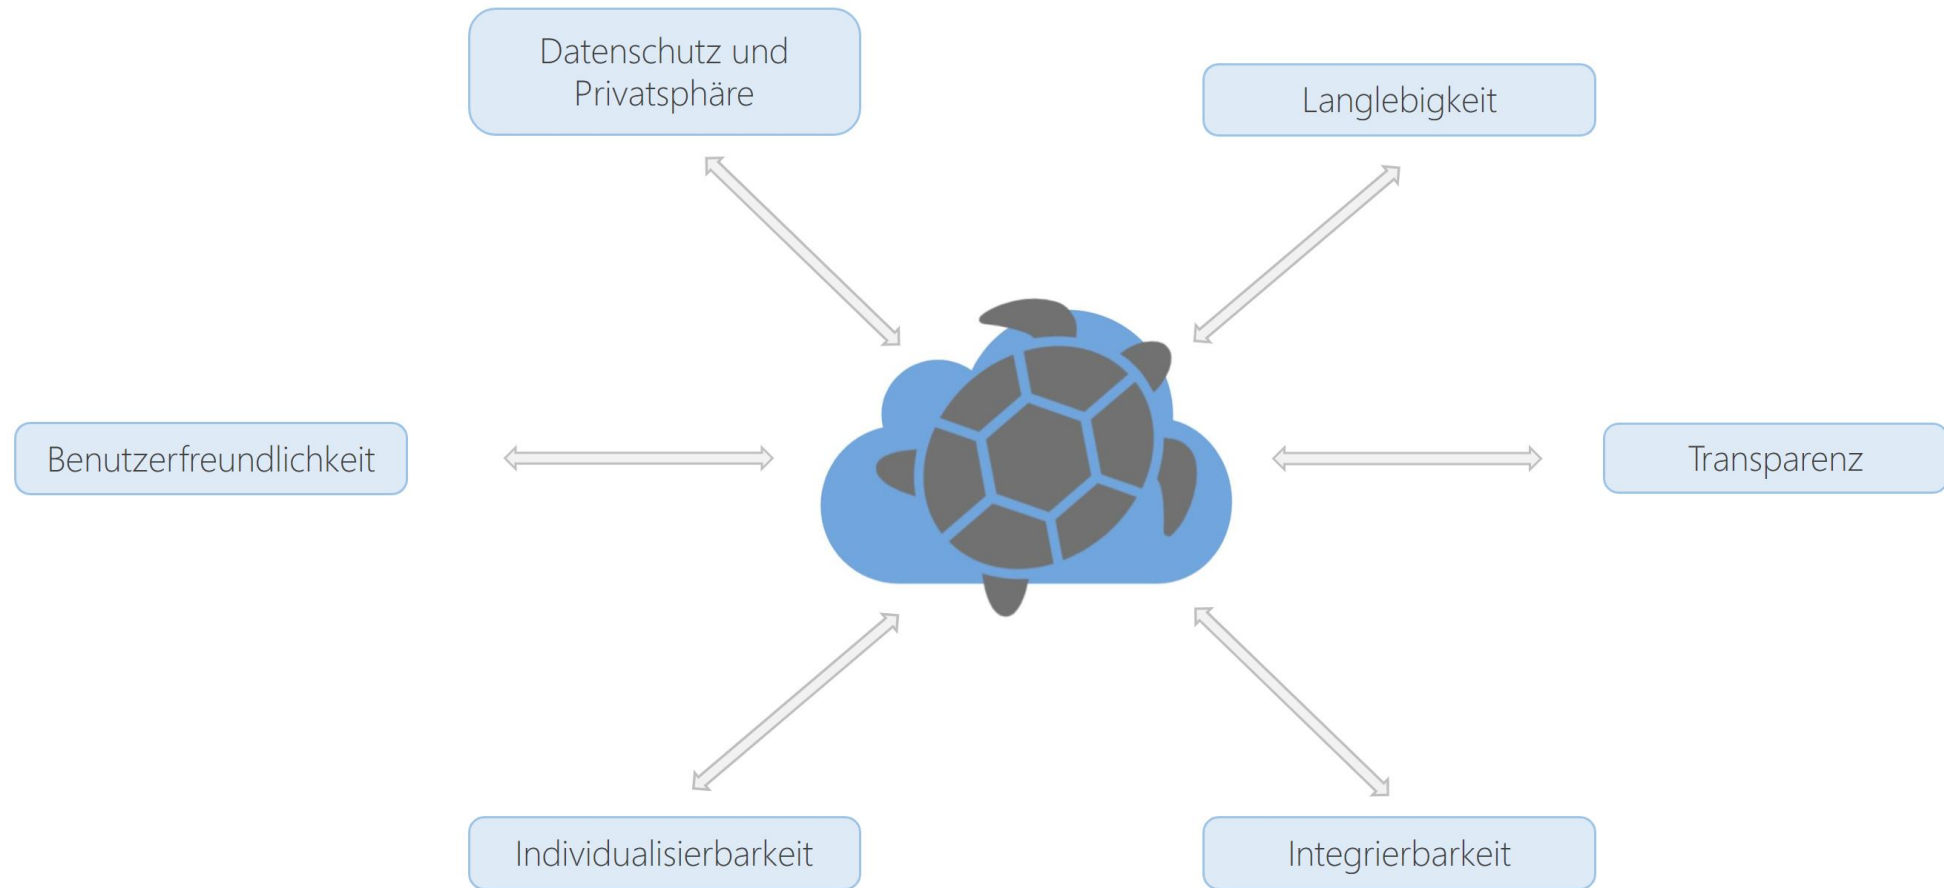 Datenschutz und
Privatsphäre
Langlebigkeit
Benutzerfreundlichkeit
Transparenz
Individualisierbarkeit
Integrierbarkeit